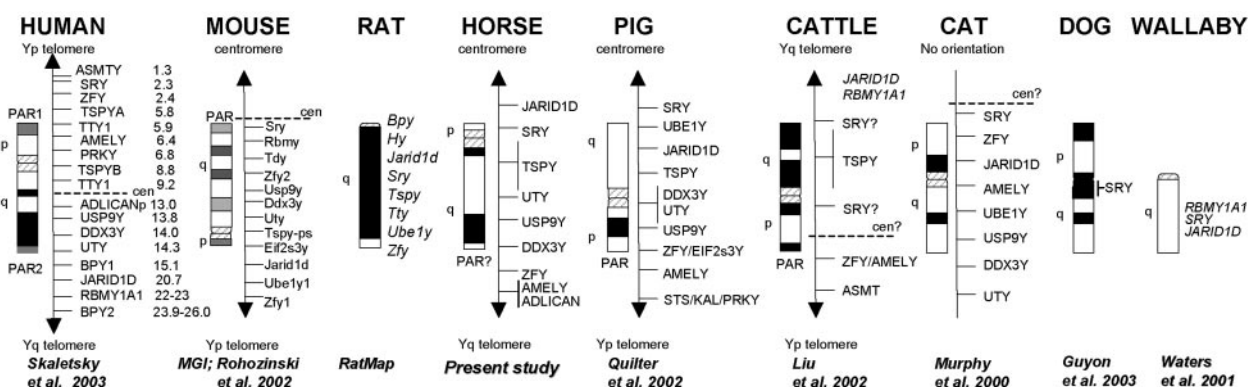 HUMAN
Yp telomere
ASMTY 1.3
SRY 2.3
ZFY 2.4
TSPYA 5.8
PAR1
TTY1 5.9
AMELY 6.4
p
PRKY 6.8
TSPYB 8.8
TTY1 9.2
cen
q
ADLICANp 13.0
USP9Y 13.8
DDX3Y 14.0
UTY 14.3
PAR2
BPY1 15.1
JARID1D 20.7
RBMY1A1 22-23
BPY2 23.9-26.0
Yq telomere
Skaletsky
et al. 2003
MOUSE
centromere
PAR
cen
Sry
Rbmy
Tdy
q
Zfy2
Usp9y
Ddx3y
Uty
Tspy-ps
p
Eif2s3y
Jarid1d
Ube1y1
Zfy1
Yp telomere
MGI; Rohozinski
et al. 2002
RAT
Bpy
Hy
Jarid1d
q
Sry
Tspy
Tty
Ube1y
Zfy
RatMap
HORSE
centromere
JARID1D
p
SRY
TSPY
UTY
q
USP9Y
DDX3Y
PAR?
ZFY
AMELY
ADLICAN
Yq telomere
Present study
PIG
centromere
SRY
UBE1Y
q
JARID1D
TSPY
DDX3Y
UTY
USP9Y
p
ZFY/EIF2s3Y
PAR
AMELY
STS/KAL/PRKY
Yp telomere
Quilter
et al. 2002
CATTLE
Yq telomere
JARID1D
RBMY1A1
SRY?
q
TSPY
SRY?
cen?
p
PAR
ZFY/AMELY
ASMT
Yp telomere
Liu
et al. 2002
CAT
No orientation
cen?
SRY
ZFY
p
JARID1D
AMELY
q
UBE1Y
USP9Y
DDX3Y
UTY
Murphy
et al. 2000
DOG
p
SRY
q
Guyon
et al. 2003
WALLABY
q
RBMY1A1
SRY
JARID1D
Waters
et al. 2001